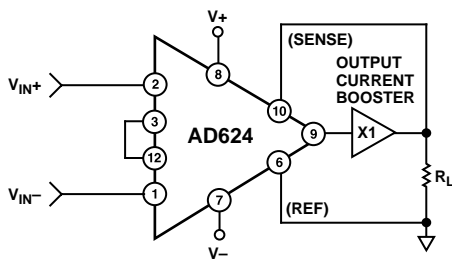 V+
(SENSE)
OUTPUT
CURRENT
BOOSTER
VIN+
2
8
10
3
AD624
9
X1
12
6
1
7
RL
VIN–
(REF)
V–